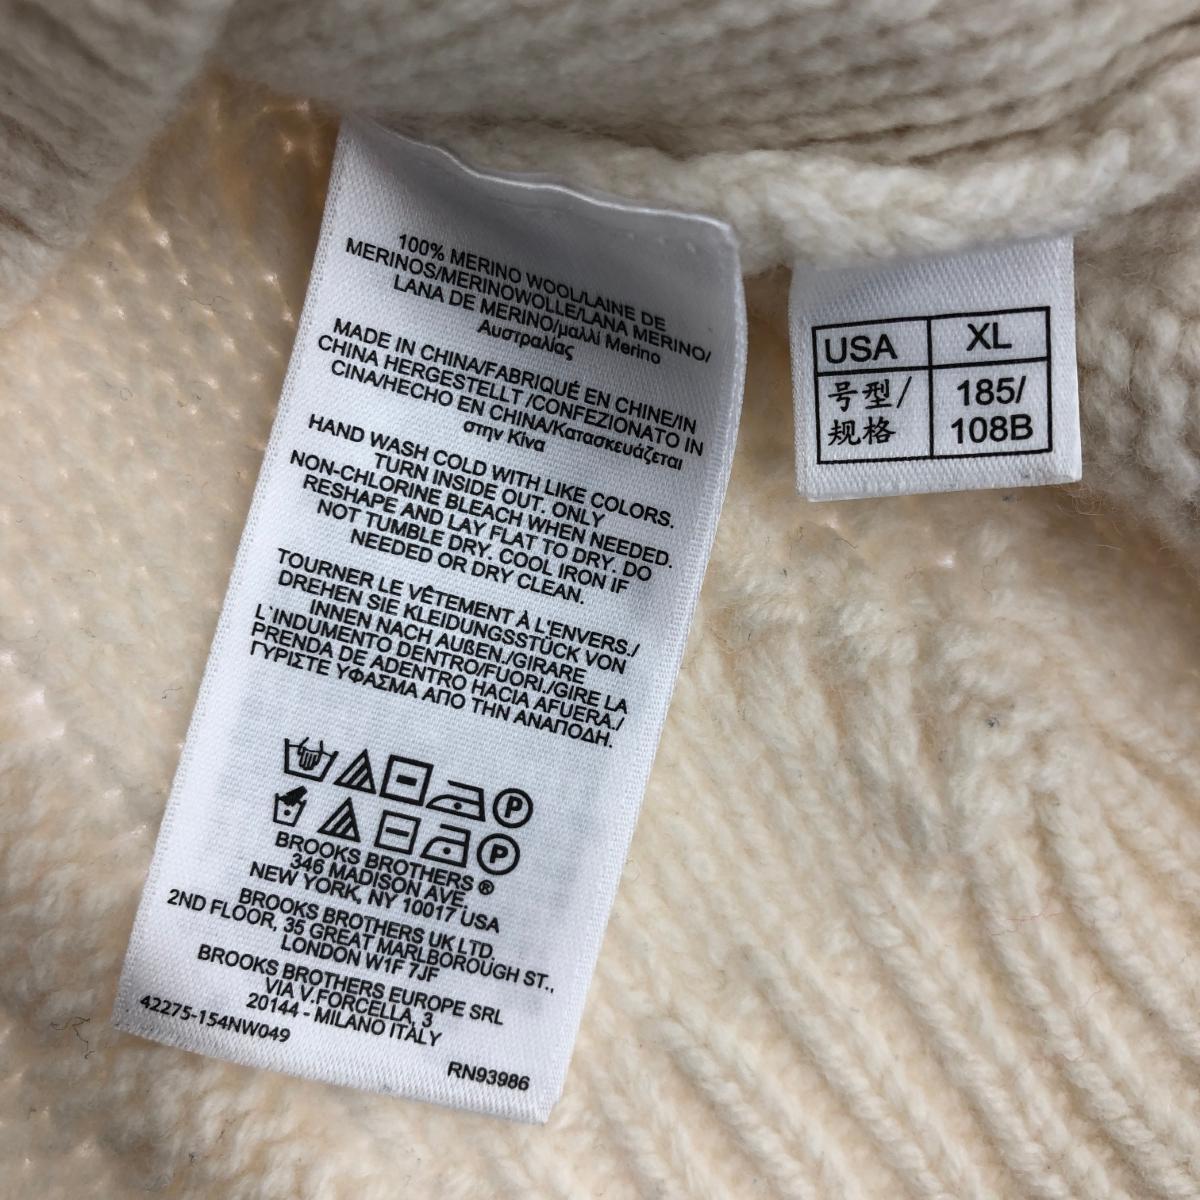 100% MERINO WOOL/LAINE DE
MERINOS/MERINOWOLLE/LANA MERINO/
LANA DE MERINO/μαλλί Merino
Αυστραλίας
MADE IN CHINA/FABRIQUÉ EN CHINE/IN
CHINA HERGESTELLT /CONFEZIONATO IN
CINA/HECHO EN CHINA/Κατασκευάζεται
στην Κίνα
HAND WASH COLD WITH LIKE COLORS.
TURN INSIDE OUT. ONLY
NON-CHLORINE BLEACH WHEN NEEDED.
RESHAPE AND LAY FLAT TO DRY. DO
NOT TUMBLE DRY. COOL IRON IF
NEEDED OR DRY CLEAN.
TOURNER LE VÊTEMENT À L'ENVERS./
DREHEN SIE KLEIDUNGSSTÜCK VON
INNEN NACH AUßEN./GIRARE
L'INDUMENTO DENTRO/FUORI./GIRE LA
PRENDA DE ADENTRO HACIA AFUERA./
ΓΥΡΙΣΤΕ ΥΦΑΣΜΑ ΑΠΟ ΤΗΝ ΑΝΑΠΟΔΗ.
P
P
BROOKS BROTHERS ®
346 MADISON AVE.
NEW YORK, NY 10017 USA
BROOKS BROTHERS UK LTD.
2ND FLOOR, 35 GREAT MARLBOROUGH ST.,
LONDON W1F 7JF
BROOKS BROTHERS EUROPE SRL
VIA V.FORCELLA, 3
20144 - MILANO ITALY
42275-154NW049
RN93986
USA XL
号型/ 185/
规格 108B